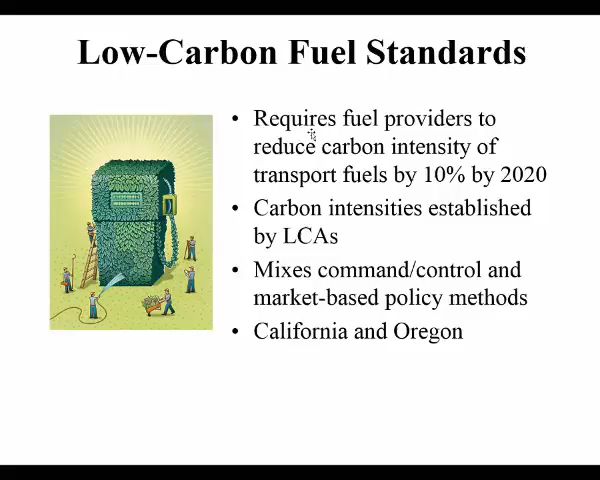 Low-Carbon Fuel Standards
• Requires fuel providers to
reduce carbon intensity of
transport fuels by 10% by 2020
• Carbon intensities established
by LCAs
• Mixes command/control and
market-based policy methods
• California and Oregon